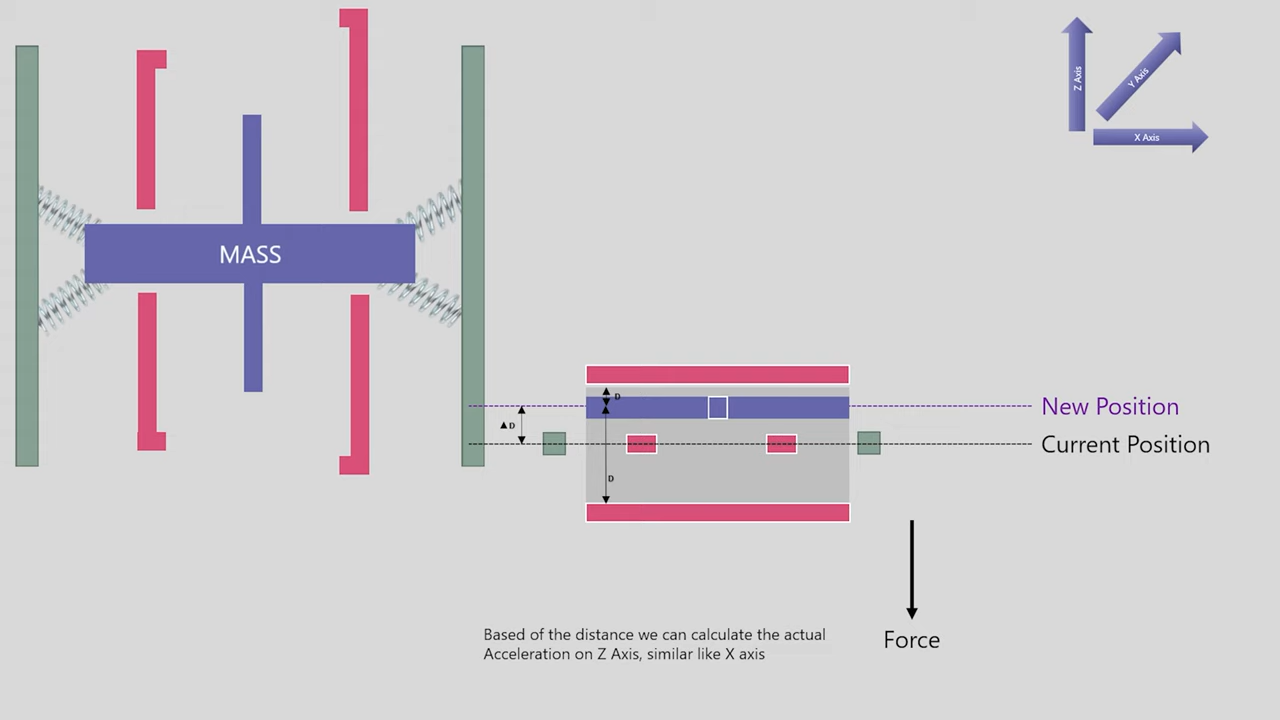 Z Axis
Y Axis
X Axis
MASS
D
New Position
▲D
Current Position
D
Force
Based of the distance we can calculate the actual
Acceleration on Z Axis, similar like X axis